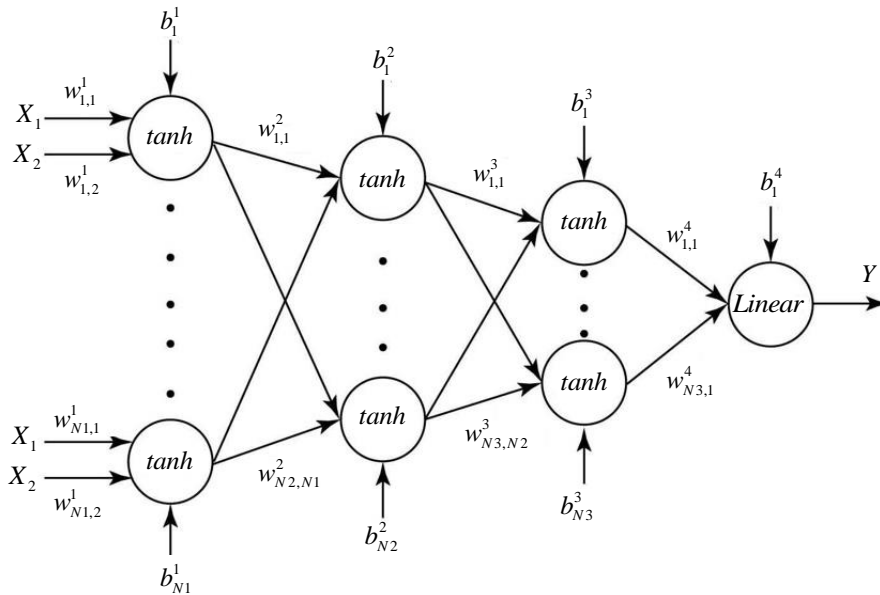 b_1^1
w_{1,1}^1
X_1
X_2
tanh
w_{1,2}^1
b_1^2
w_{1,1}^2
tanh
b_1^3
w_{1,1}^3
tanh
b_1^4
w_{1,1}^4
Linear
Y
w_{N3,1}^4
tanh
w_{N3,N2}^3
b_{N3}^3
tanh
w_{N2,N1}^2
b_{N2}^2
X_1
X_2
w_{N1,1}^1
tanh
w_{N1,2}^1
b_{N1}^1